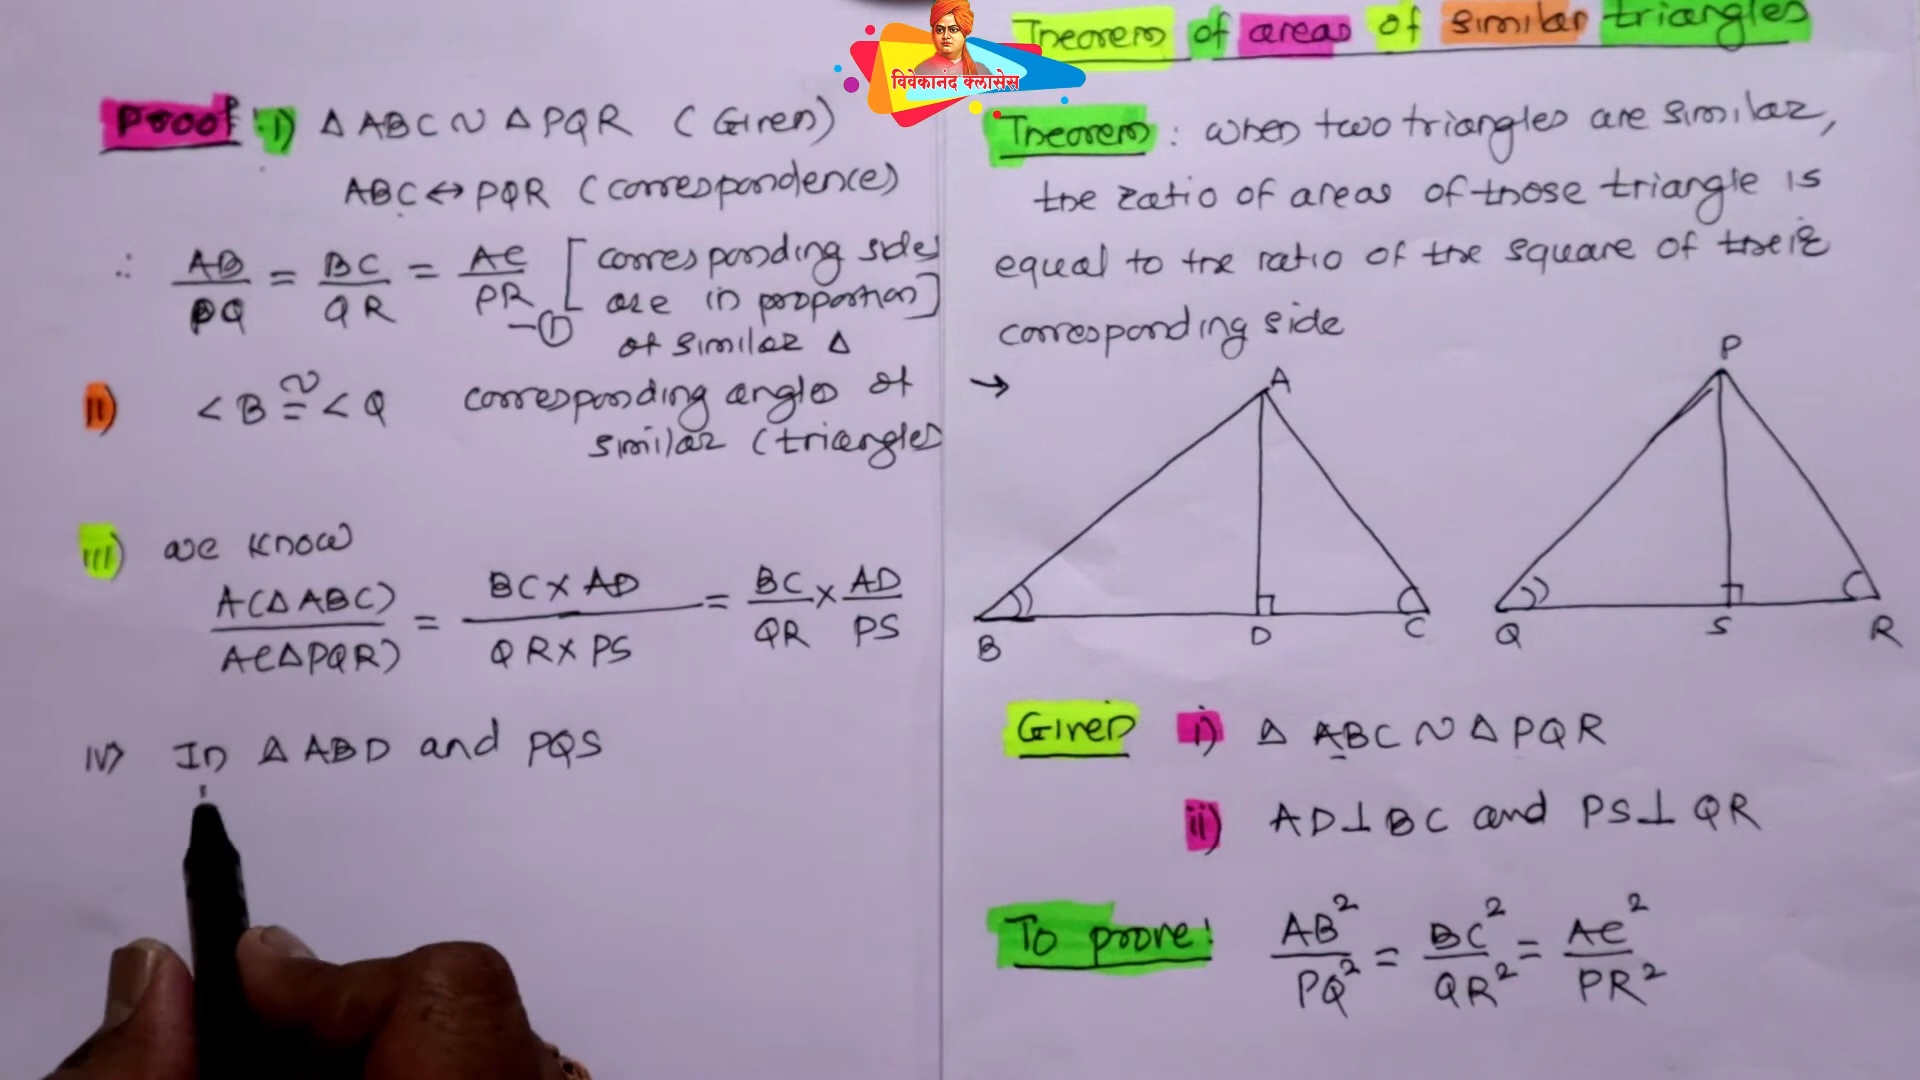 विवेकानंद क्लासेस
Theorem of areas of similar triangles
Proof : i) Δ ABC ~ Δ PQR (Given)
ABC ↔ PQR (correspondence)
∴ AB/PQ = BC/QR = AC/PR —① [corresponding sides
are in proportion]
of similar Δ
ii) <B ≅ <Q corresponding angles of
similar (triangles
iii) we know
A(ΔABC)/A(ΔPQR) = BC×AD/QR×PS = BC/QR × AD/PS
iv) In Δ ABD and PQS
Theorem : when two triangles are similar,
the ratio of areas of those triangle is
equal to the ratio of the square of their
corresponding side
→
A
B
D
C
P
Q
S
R
Given i) Δ ABC ~ Δ PQR
ii) AD⊥BC and PS⊥QR
To prove! AB²/PQ² = BC²/QR² = AC²/PR²